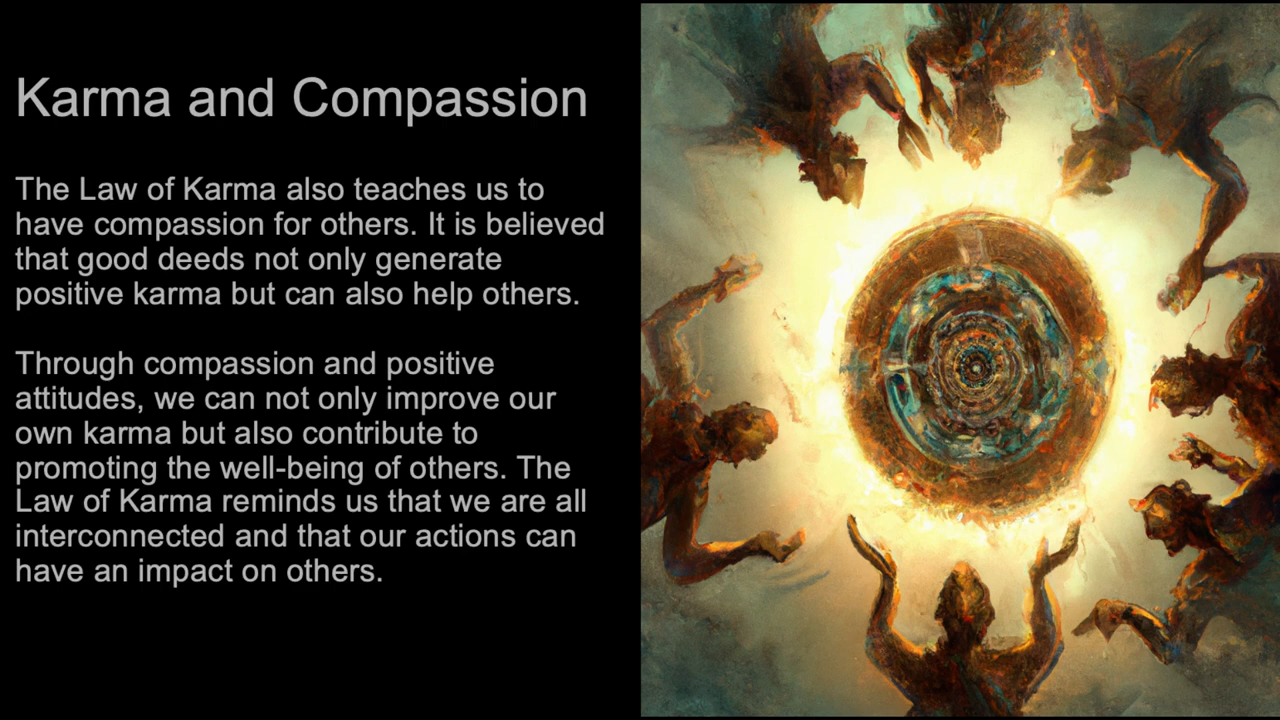 Karma and Compassion
The Law of Karma also teaches us to
have compassion for others. It is believed
that good deeds not only generate
positive karma but can also help others.
Through compassion and positive
attitudes, we can not only improve our
own karma but also contribute to
promoting the well-being of others. The
Law of Karma reminds us that we are all
interconnected and that our actions can
have an impact on others.